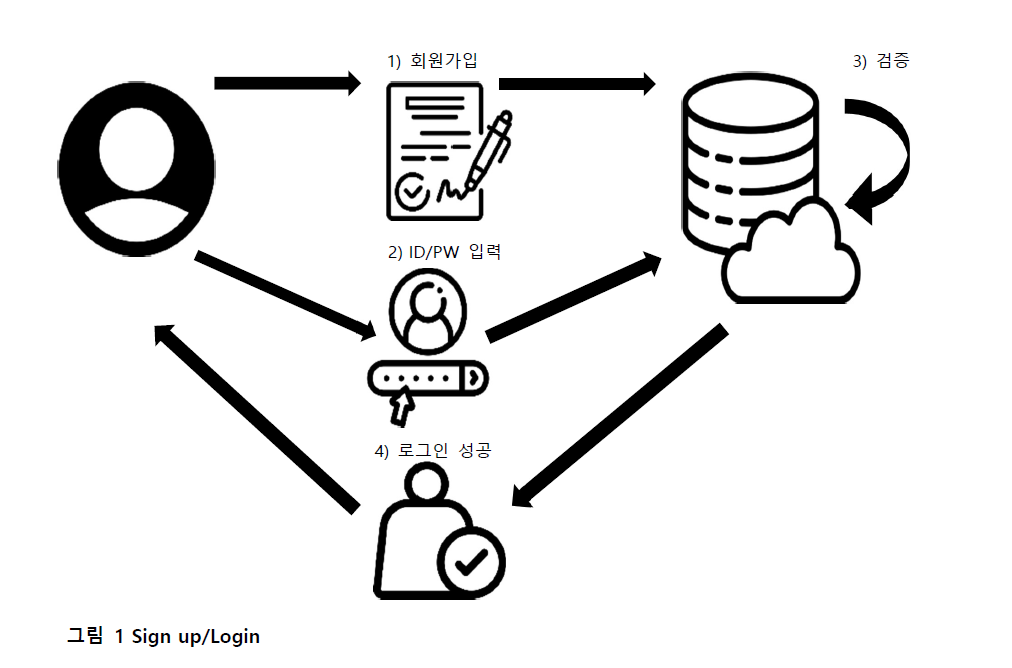 1) 회원가입
3) 검증
2) ID/PW 입력
4) 로그인 성공
그림 1 Sign up/Login